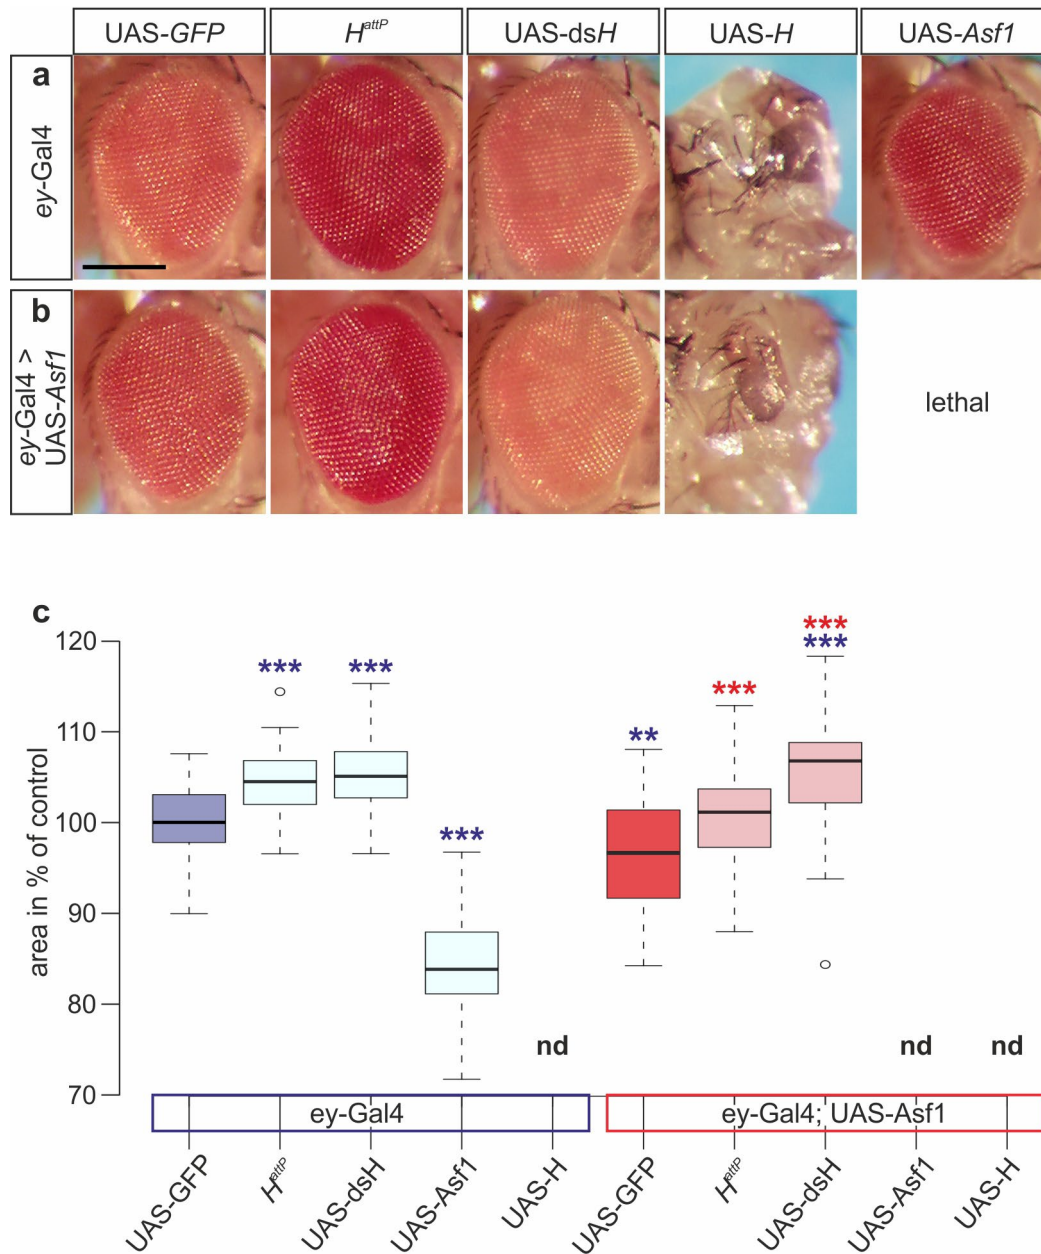 UAS-GFP H^attP UAS-dsH UAS-H UAS-Asf1
a
ey-Gal4
b
ey-Gal4 >
UAS-Asf1
lethal
c
area in % of control
120
110
100
90
80
70
***
***
***
nd
**
***
***
***
nd
nd
ey-Gal4
ey-Gal4; UAS-Asf1
UAS-GFP
H^attP
UAS-dsH
UAS-Asf1
UAS-H
UAS-GFP
H^attP
UAS-dsH
UAS-Asf1
UAS-H